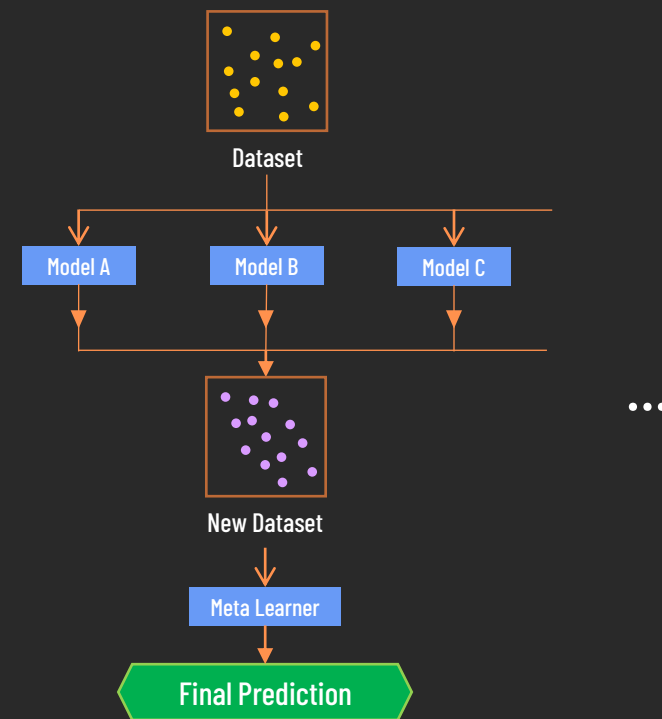 Dataset
Model A
Model B
Model C
New Dataset
Meta Learner
Final Prediction